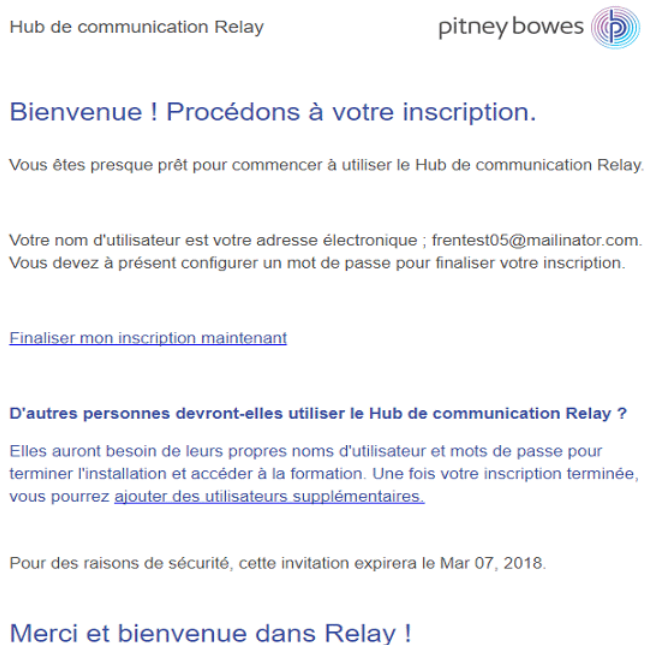 Hub de communication Relay
pitney bowes
Bienvenue ! Procédons à votre inscription.
Vous êtes presque prêt pour commencer à utiliser le Hub de communication Relay.
Votre nom d'utilisateur est votre adresse électronique ; frentest05@mailinator.com.
Vous devez à présent configurer un mot de passe pour finaliser votre inscription.
Finaliser mon inscription maintenant
D'autres personnes devront-elles utiliser le Hub de communication Relay ?
Elles auront besoin de leurs propres noms d'utilisateur et mots de passe pour
terminer l'installation et accéder à la formation. Une fois votre inscription terminée,
vous pourrez ajouter des utilisateurs supplémentaires.
Pour des raisons de sécurité, cette invitation expirera le Mar 07, 2018.
Merci et bienvenue dans Relay !